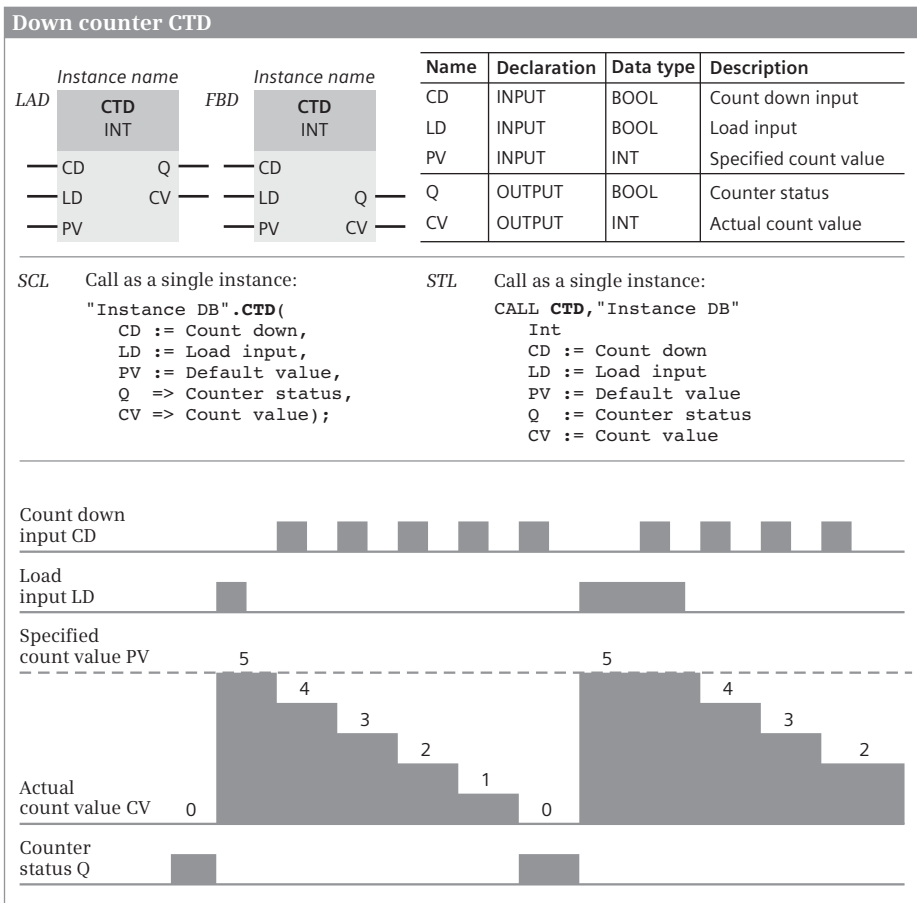 Down counter CTD
Instance name
Instance name
LAD
CTD
INT
CD
LD
PV
Q
CV
FBD
CTD
INT
CD
LD
PV
Q
CV
Name Declaration Data type Description
CD INPUT BOOL Count down input
LD INPUT BOOL Load input
PV INPUT INT Specified count value
Q OUTPUT BOOL Counter status
CV OUTPUT INT Actual count value
SCL Call as a single instance:
"Instance DB".CTD(
CD := Count down,
LD := Load input,
PV := Default value,
Q => Counter status,
CV => Count value);
STL Call as a single instance:
CALL CTD,"Instance DB"
Int
CD := Count down
LD := Load input
PV := Default value
Q := Counter status
CV := Count value
Count down
input CD
Load
input LD
Specified
count value PV
5
5
4
4
3
3
2
2
1
Actual
count value CV
0
0
Counter
status Q